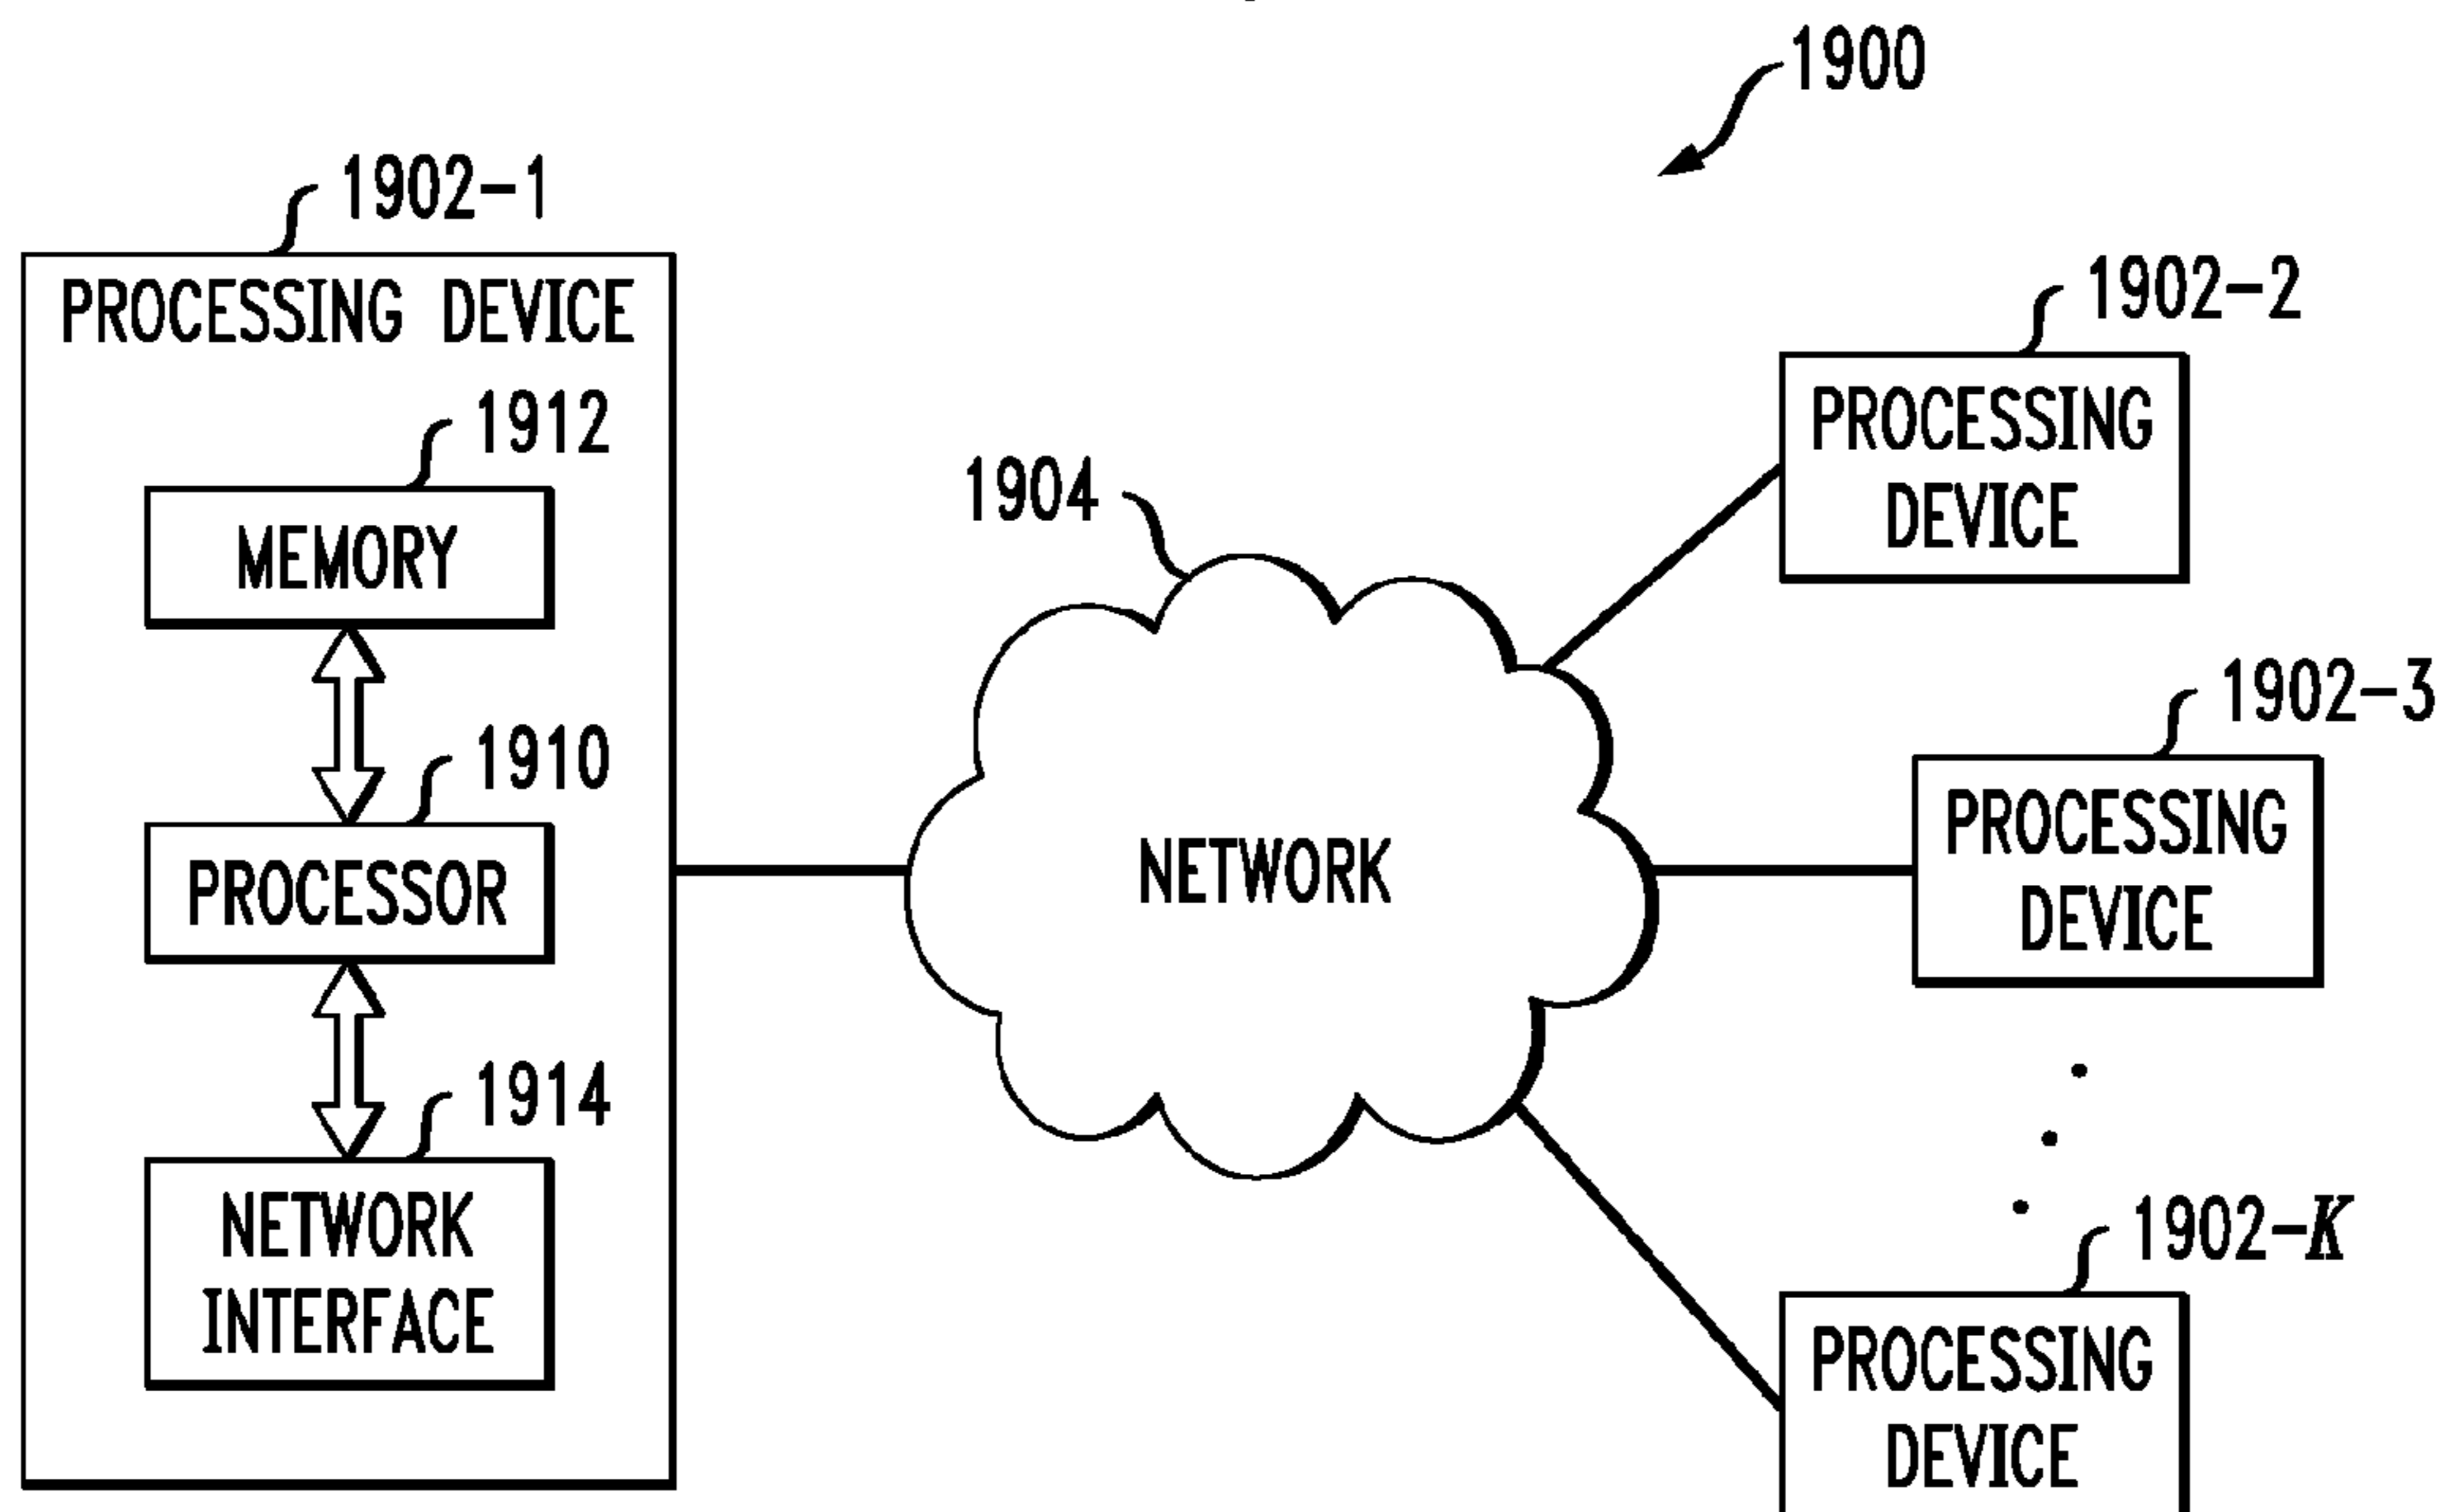 1900
1902-1
PROCESSING DEVICE
1912
MEMORY
1910
PROCESSOR
1914
NETWORK
INTERFACE
1904
NETWORK
1902-2
PROCESSING
DEVICE
1902-3
PROCESSING
DEVICE
1902-K
PROCESSING
DEVICE